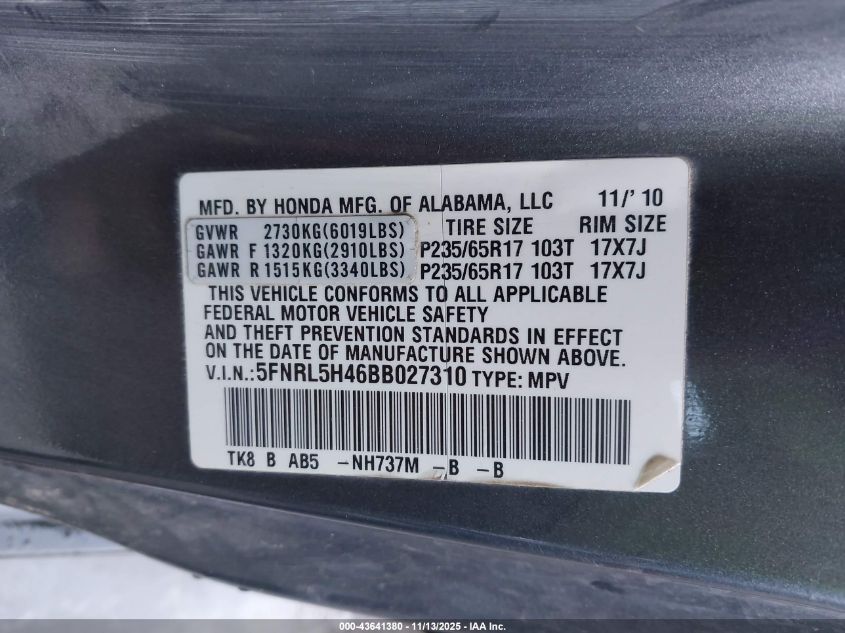 MFD. BY HONDA MFG. OF ALABAMA, LLC 11/'10
GVWR 2730KG(6019LBS) TIRE SIZE RIM SIZE
GAWR F 1320KG(2910LBS) P235/65R17 103T 17X7J
GAWR R 1515KG(3340LBS) P235/65R17 103T 17X7J
THIS VEHICLE CONFORMS TO ALL APPLICABLE
FEDERAL MOTOR VEHICLE SAFETY
AND THEFT PREVENTION STANDARDS IN EFFECT
ON THE DATE OF MANUFACTURE SHOWN ABOVE.
V.I.N.:5FNRL5H46BB027310 TYPE: MPV
TK8 B AB5 -NH737M -B -B
000-43641380 - 11/13/2025 - IAA Inc.